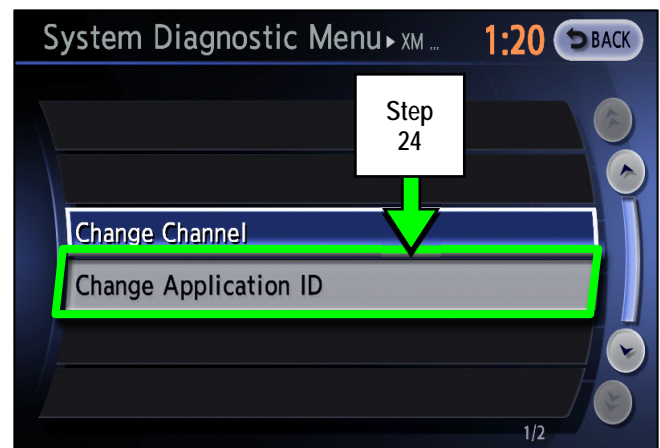 System Diagnostic Menu ▸ XM ... 1:20 BACK
Step
24
Change Channel
Change Application ID
1/2